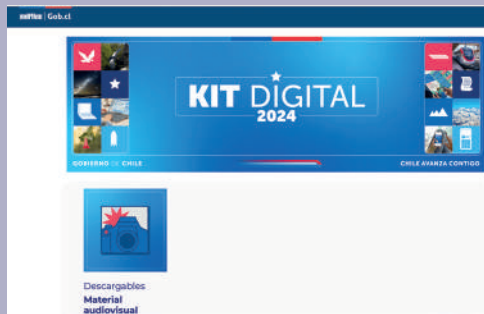 Gob.cl
KIT DIGITAL
2024
GOBIERNO DE CHILE
CHILE AVANZA CONTIGO
Descargables
Material
audiovisual